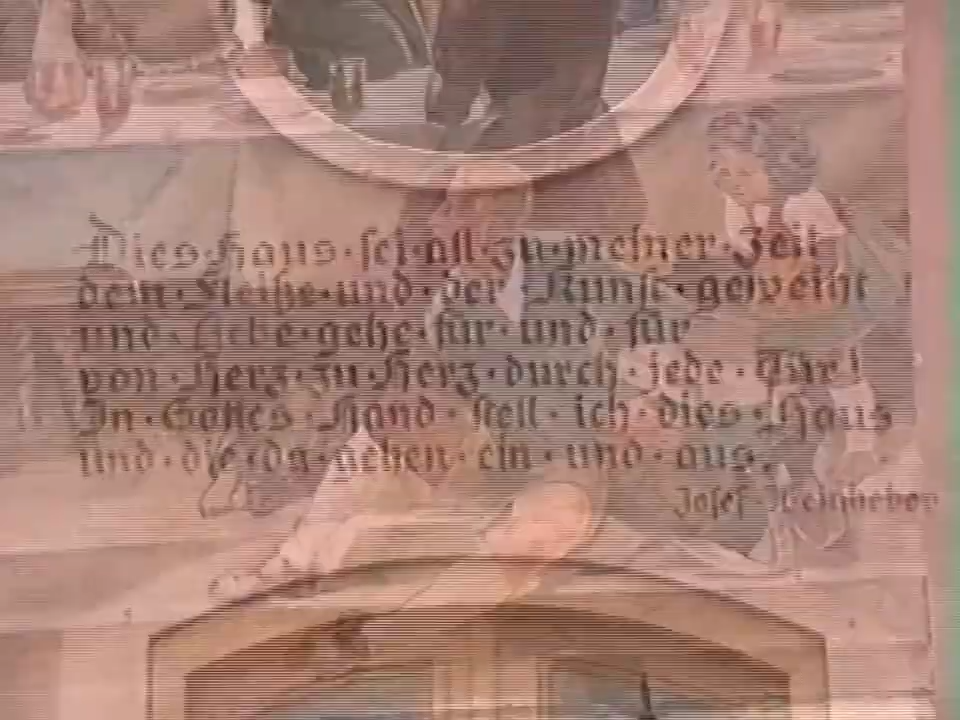 Dies·Haus·sei·all·zu·meiner·Zeit
dem·Fleiße·und·der·Kunst·geweiht
und·Liebe·gehe·für·und·für
von·Herz·zu·Herz·durch·jede·Tür!
In·Gottes·Hand·stell·ich·dies·Haus
und·die·da·gehen·ein·und·aus.
Josef Weinheber